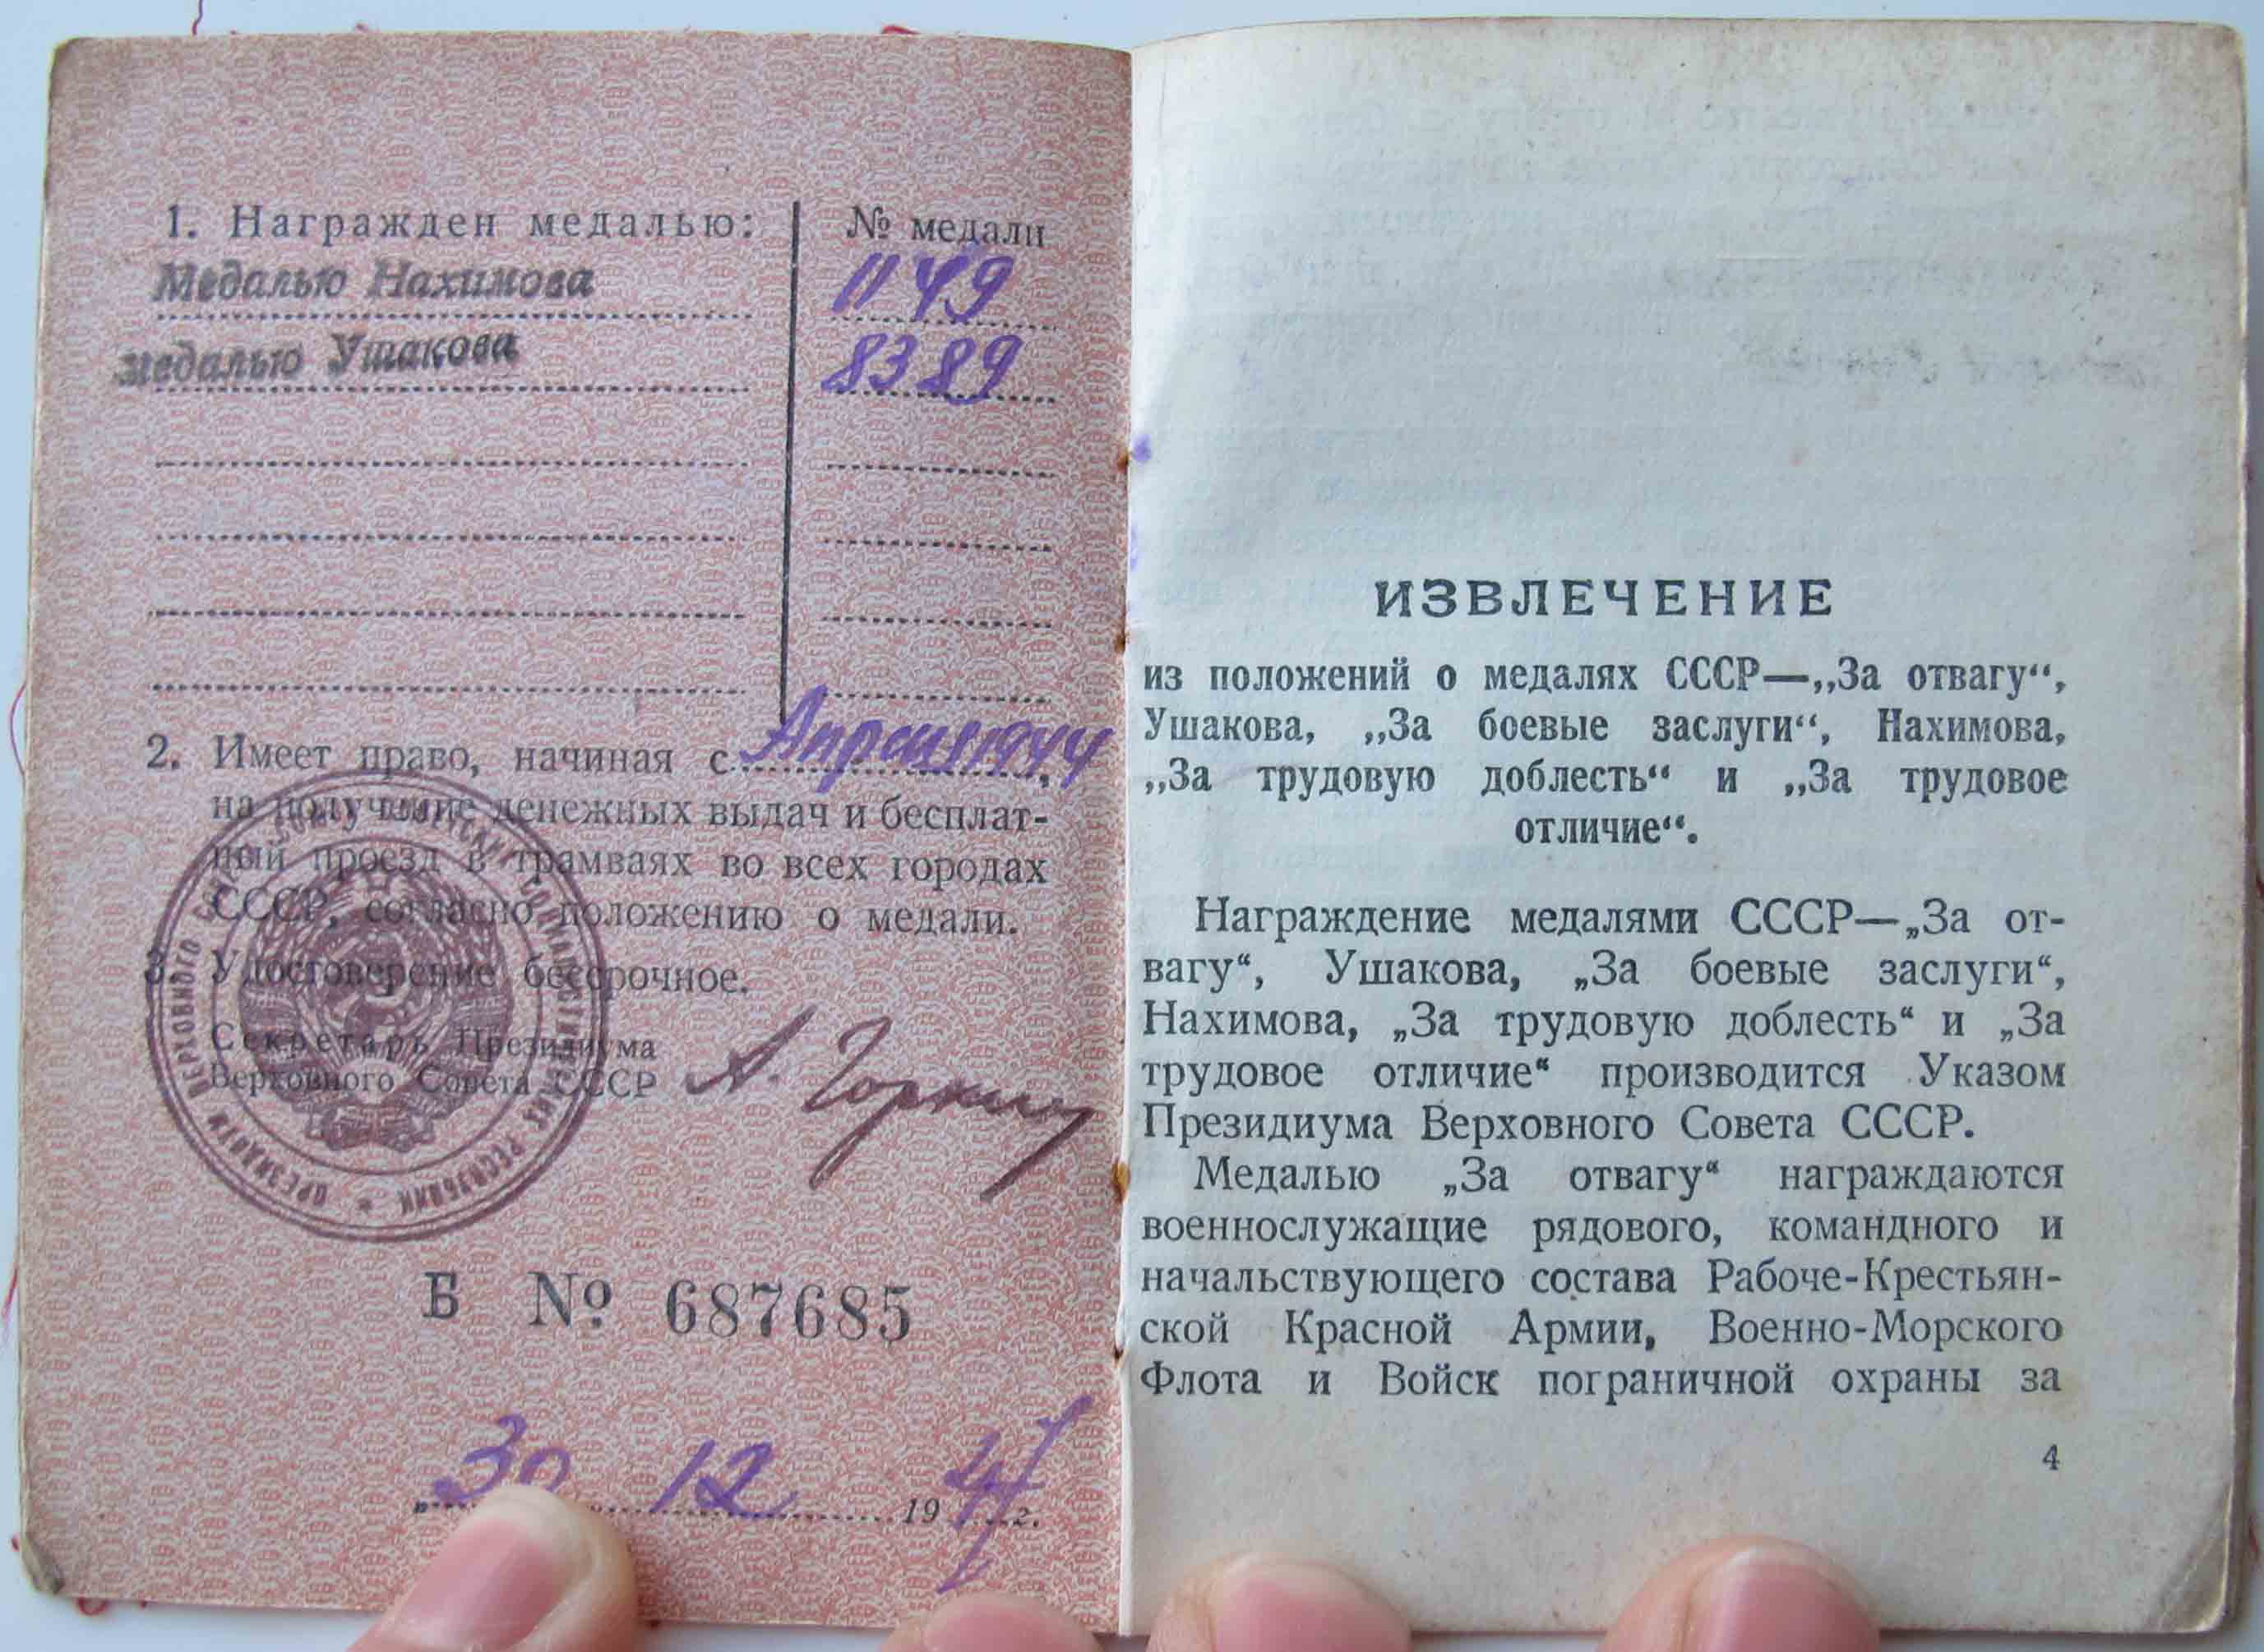 1. Награжден медалью:
№ медали
Медалью Нахимова
1149
медалью Ушакова
8389
2. Имеет право, начиная с Апреля 1944,
на получение денежных выдач и бесплат-
ный проезд в трамваях во всех городах
СССР, согласно положению о медали.
3. Удостоверение бессрочное.
Секретарь Президиума
Верховного Совета СССР
А. Горкин
Б № 687685
„30 12 1947 г.
ИЗВЛЕЧЕНИЕ
из положений о медалях СССР—„За отвагу“,
Ушакова, „За боевые заслуги“, Нахимова,
„За трудовую доблесть“ и „За трудовое
отличие“.
Награждение медалями СССР—„За от-
вагу“, Ушакова, „За боевые заслуги“,
Нахимова, „За трудовую доблесть“ и „За
трудовое отличие“ производится Указом
Президиума Верховного Совета СССР.
Медалью „За отвагу“ награждаются
военнослужащие рядового, командного и
начальствующего состава Рабоче-Крестьян-
ской Красной Армии, Военно-Морского
Флота и Войск пограничной охраны за
4